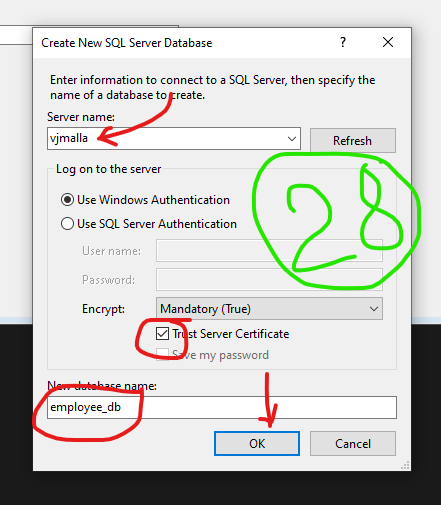 Create New SQL Server Database
?
Enter information to connect to a SQL Server, then specify the
name of a database to create.
Server name:
vjmalla
Refresh
Log on to the server
Use Windows Authentication
Use SQL Server Authentication
28
User name:
Password:
Encrypt:
Mandatory (True)
Trust Server Certificate
Save my password
New database name:
employee_db
OK
Cancel